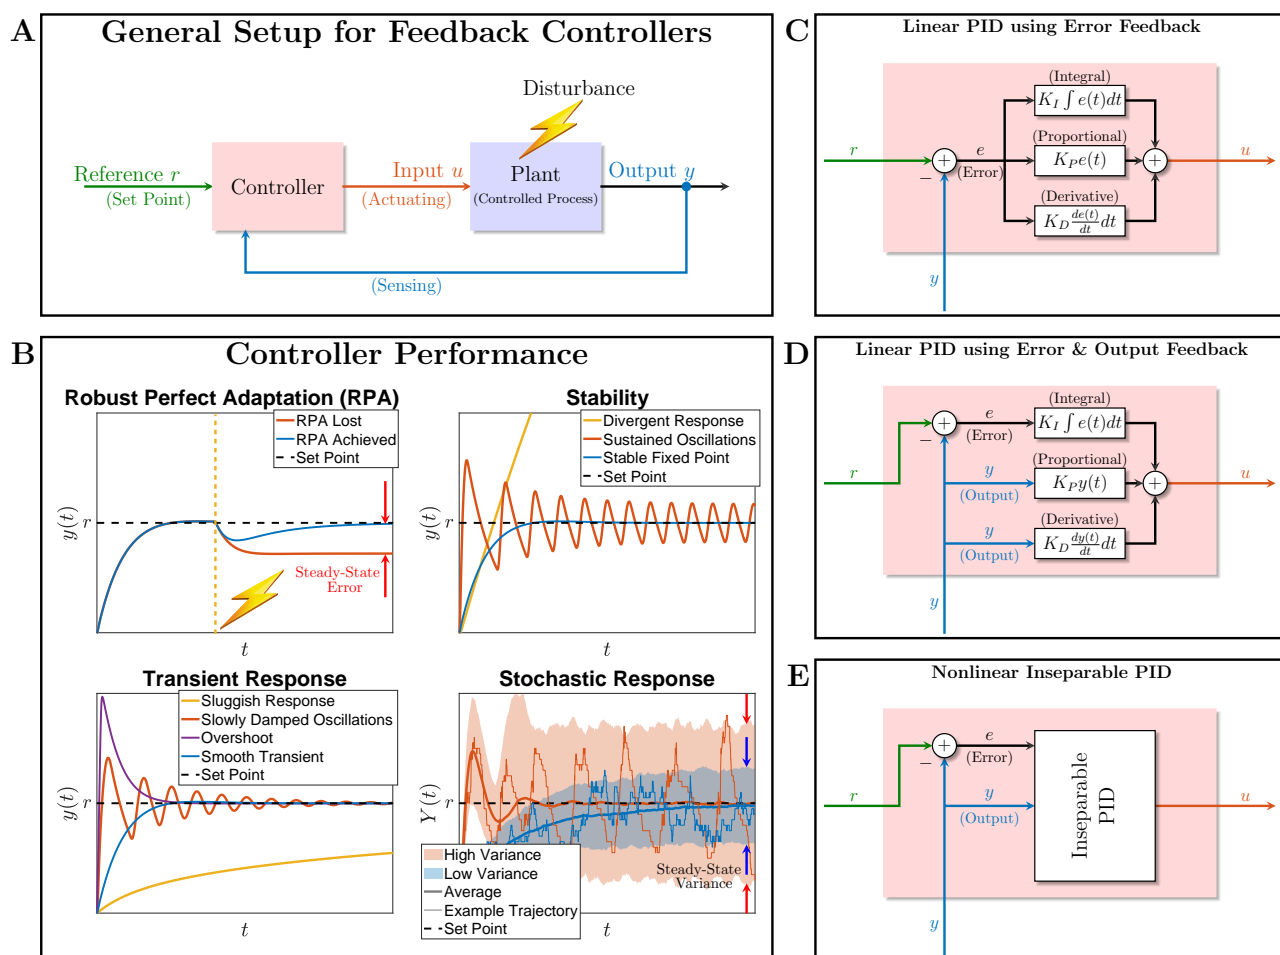 A
General Setup for Feedback Controllers
Disturbance
Reference r
(Set Point)
Controller
Input u
(Actuating)
Plant
(Controlled Process)
Output y
(Sensing)
B
Controller Performance
Robust Perfect Adaptation (RPA)
RPA Lost
RPA Achieved
Set Point
y(t)
r
Steady-State
Error
t
Stability
Divergent Response
Sustained Oscillations
Stable Fixed Point
Set Point
y(t)
r
t
Transient Response
Sluggish Response
Slowly Damped Oscillations
Overshoot
Smooth Transient
Set Point
y(t)
r
t
Stochastic Response
Y(t)
r
High Variance
Low Variance
Average
Example Trajectory
Set Point
Steady-State
Variance
t
C
Linear PID using Error Feedback
(Integral)
K_I ∫ e(t)dt
(Proportional)
K_P e(t)
(Derivative)
K_D de(t)/dt dt
r
+
−
e
(Error)
+
u
y
D
Linear PID using Error & Output Feedback
(Integral)
K_I ∫ e(t)dt
+
−
e
(Error)
(Proportional)
K_P y(t)
r
y
(Output)
+
u
(Derivative)
K_D dy(t)/dt dt
y
(Output)
y
E
Nonlinear Inseparable PID
+
−
e
(Error)
r
y
(Output)
Inseparable
PID
u
y